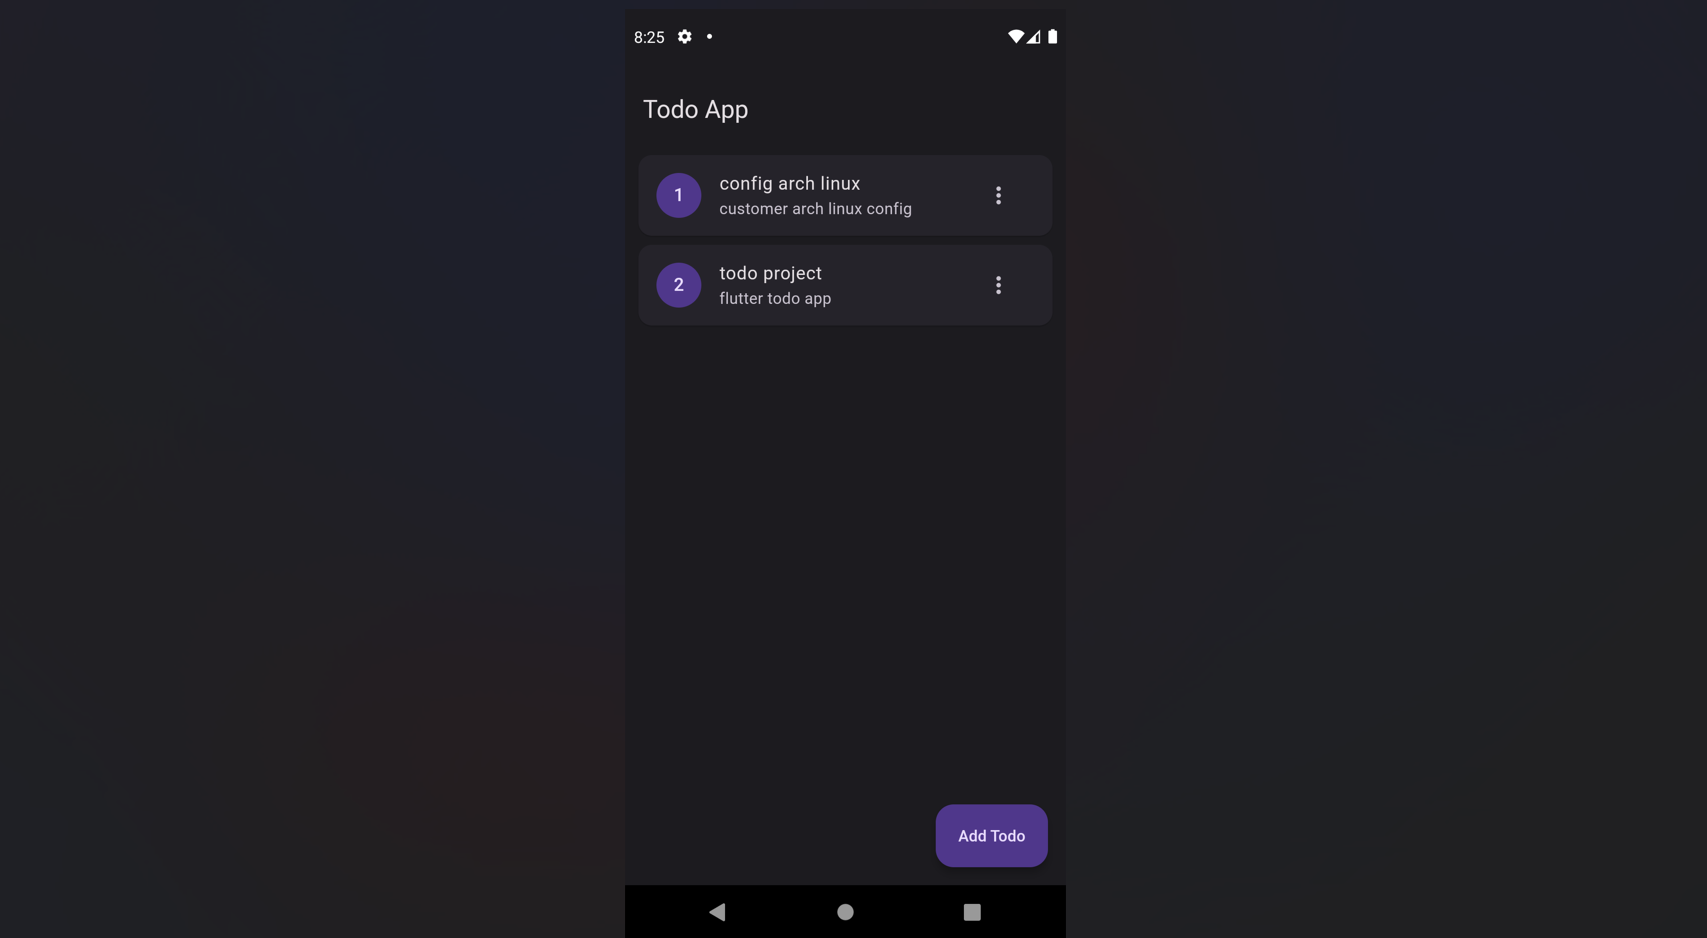 8:25
Todo App
1
config arch linux
customer arch linux config
2
todo project
flutter todo app
Add Todo